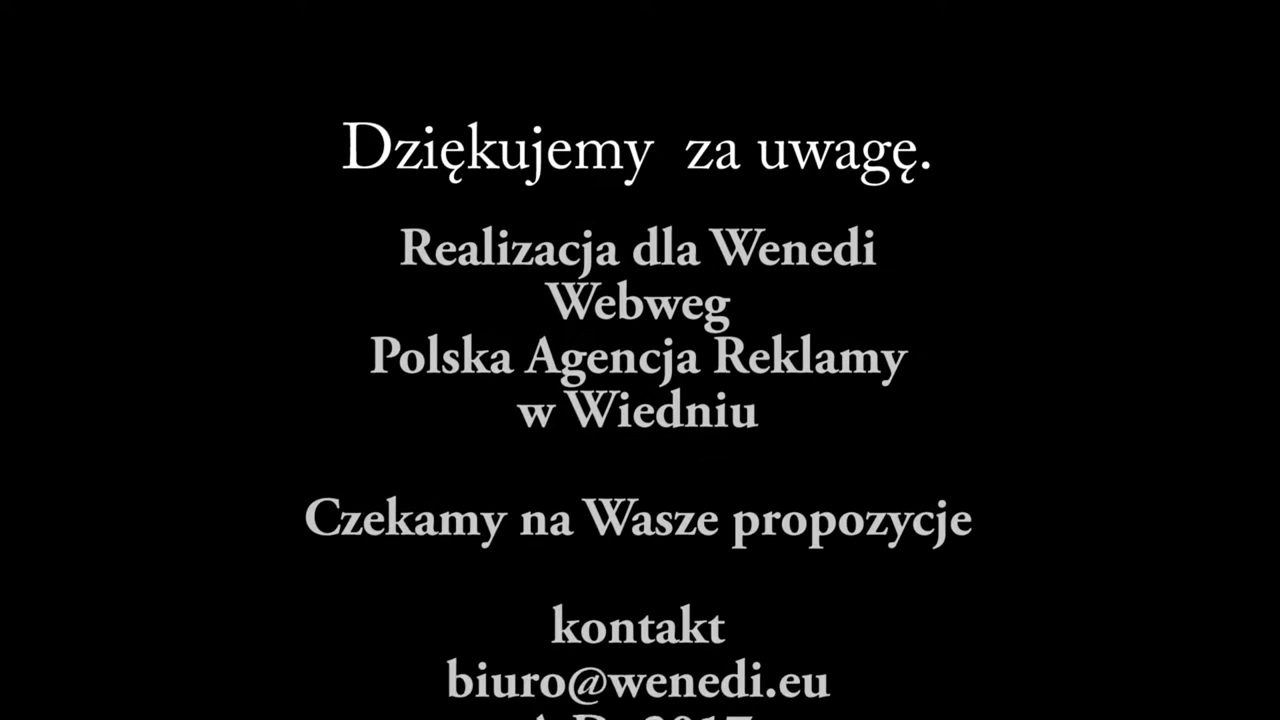 Dziękujemy za uwagę.
Realizacja dla Wenedi
Webweg
Polska Agencja Reklamy
w Wiedniu
Czekamy na Wasze propozycje
kontakt
biuro@wenedi.eu
A.D. 2017